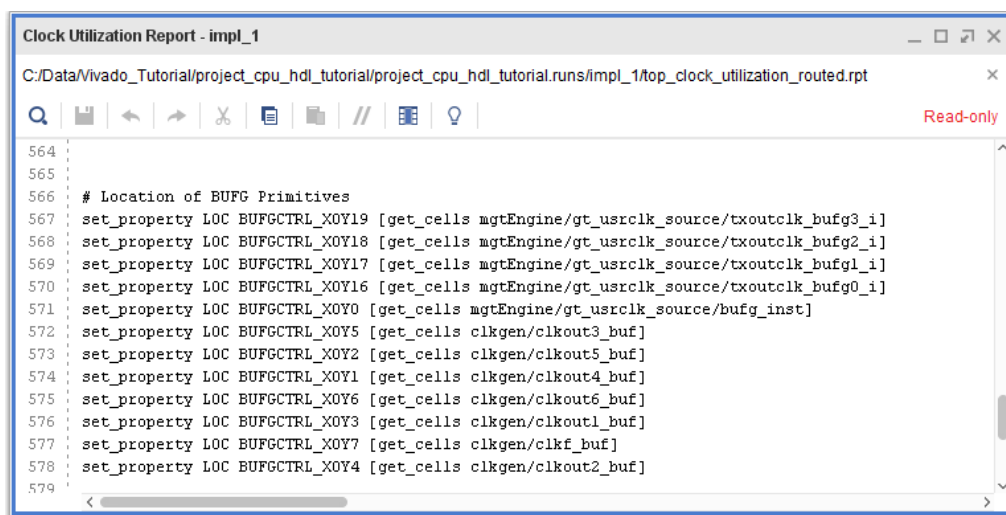 Clock Utilization Report - impl_1
C:/Data/Vivado_Tutorial/project_cpu_hdl_tutorial/project_cpu_hdl_tutorial.runs/impl_1/top_clock_utilization_routed.rpt
Read-only
564
565
566 # Location of BUFG Primitives
567 set_property LOC BUFGCTRL_X0Y19 [get_cells mgtEngine/gt_usrclk_source/txoutclk_bufg3_i]
568 set_property LOC BUFGCTRL_X0Y18 [get_cells mgtEngine/gt_usrclk_source/txoutclk_bufg2_i]
569 set_property LOC BUFGCTRL_X0Y17 [get_cells mgtEngine/gt_usrclk_source/txoutclk_bufg1_i]
570 set_property LOC BUFGCTRL_X0Y16 [get_cells mgtEngine/gt_usrclk_source/txoutclk_bufg0_i]
571 set_property LOC BUFGCTRL_X0Y0 [get_cells mgtEngine/gt_usrclk_source/bufg_inst]
572 set_property LOC BUFGCTRL_X0Y5 [get_cells clkgen/clkout3_buf]
573 set_property LOC BUFGCTRL_X0Y2 [get_cells clkgen/clkout5_buf]
574 set_property LOC BUFGCTRL_X0Y1 [get_cells clkgen/clkout4_buf]
575 set_property LOC BUFGCTRL_X0Y6 [get_cells clkgen/clkout6_buf]
576 set_property LOC BUFGCTRL_X0Y3 [get_cells clkgen/clkout1_buf]
577 set_property LOC BUFGCTRL_X0Y7 [get_cells clkgen/clkf_buf]
578 set_property LOC BUFGCTRL_X0Y4 [get_cells clkgen/clkout2_buf]
579